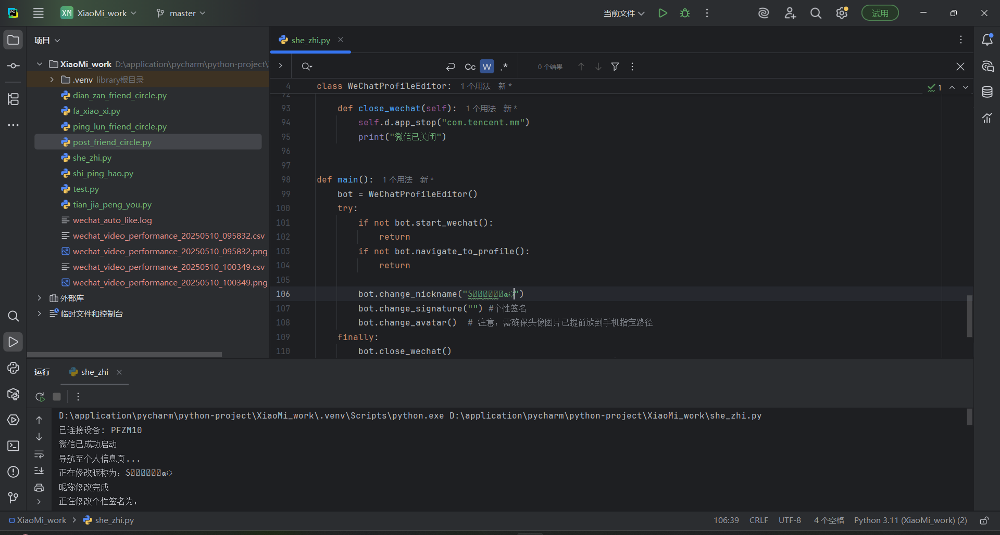 PC
XM XiaoMi_work
master
当前文件
试用
项目
XiaoMi_work D:\application\pycharm\python-project\
.venv library根目录
dian_zan_friend_circle.py
fa_xiao_xi.py
ping_lun_friend_circle.py
post_friend_circle.py
she_zhi.py
shi_ping_hao.py
test.py
tian_jia_peng_you.py
wechat_auto_like.log
wechat_video_performance_20250510_095832.csv
wechat_video_performance_20250510_095832.png
wechat_video_performance_20250510_100349.csv
wechat_video_performance_20250510_100349.png
外部库
临时文件和控制台
she_zhi.py
Cc W .*
0 个结果
4 class WeChatProfileEditor: 1 个用法 新 *
1
92
93 def close_wechat(self): 1 个用法 新 *
94 self.d.app_stop("com.tencent.mm")
95 print("微信已关闭")
96
97
98 def main(): 1 个用法 新 *
99 bot = WeChatProfileEditor()
100 try:
101 if not bot.start_wechat():
102 return
103 if not bot.navigate_to_profile():
104 return
105
106 bot.change_nickname("S")
107 bot.change_signature("") #个性签名
108 bot.change_avatar() # 注意：需确保头像图片已提前放到手机指定路径
109 finally:
110 bot.close_wechat()
运行
she_zhi
D:\application\pycharm\python-project\XiaoMi_work\.venv\Scripts\python.exe D:\application\pycharm\python-project\XiaoMi_work\she_zhi.py
已连接设备: PFZM10
微信已成功启动
导航至个人信息页...
正在修改昵称为: S
昵称修改完成
正在修改个性签名为:
XiaoMi_work > she_zhi.py
106:39 CRLF UTF-8 4 个空格 Python 3.11 (XiaoMi_work) (2)